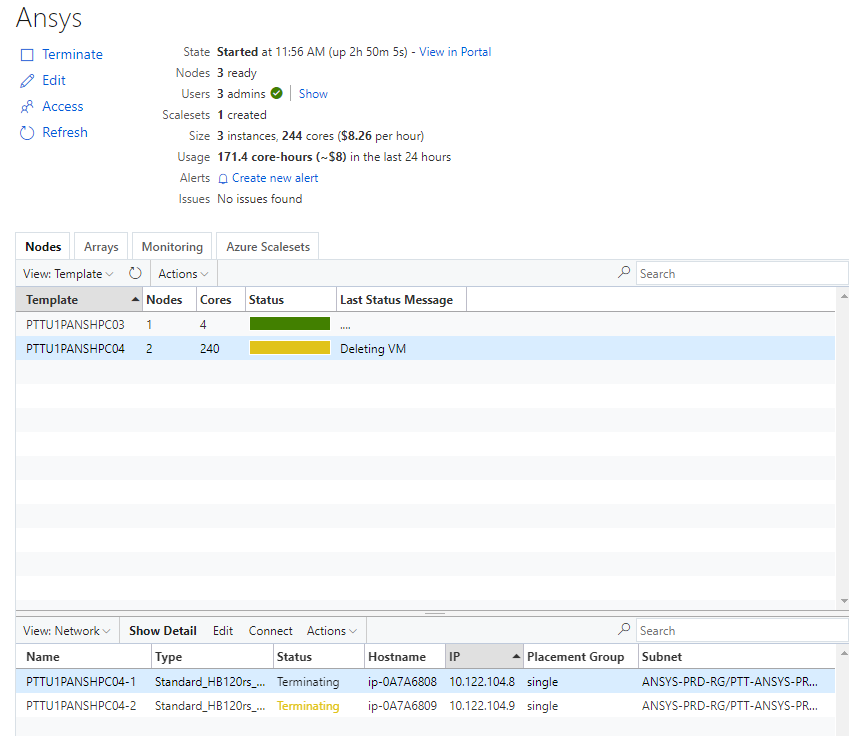 Ansys
Terminate
Edit
Access
Refresh
State Started at 11:56 AM (up 2h 50m 5s) - View in Portal
Nodes 3 ready
Users 3 admins Show
Scalesets 1 created
Size 3 instances, 244 cores ($8.26 per hour)
Usage 171.4 core-hours (~$8) in the last 24 hours
Alerts Create new alert
Issues No issues found
Nodes Arrays Monitoring Azure Scalesets
View: Template Actions Search
Template Nodes Cores Status Last Status Message
PTTU1PANSHPC03 1 4 ....
PTTU1PANSHPC04 2 240 Deleting VM
View: Network Show Detail Edit Connect Actions Search
Name Type Status Hostname IP Placement Group Subnet
PTTU1PANSHPC04-1 Standard_HB120rs_... Terminating ip-0A7A6808 10.122.104.8 single ANSYS-PRD-RG/PTT-ANSYS-PR...
PTTU1PANSHPC04-2 Standard_HB120rs_... Terminating ip-0A7A6809 10.122.104.9 single ANSYS-PRD-RG/PTT-ANSYS-PR...